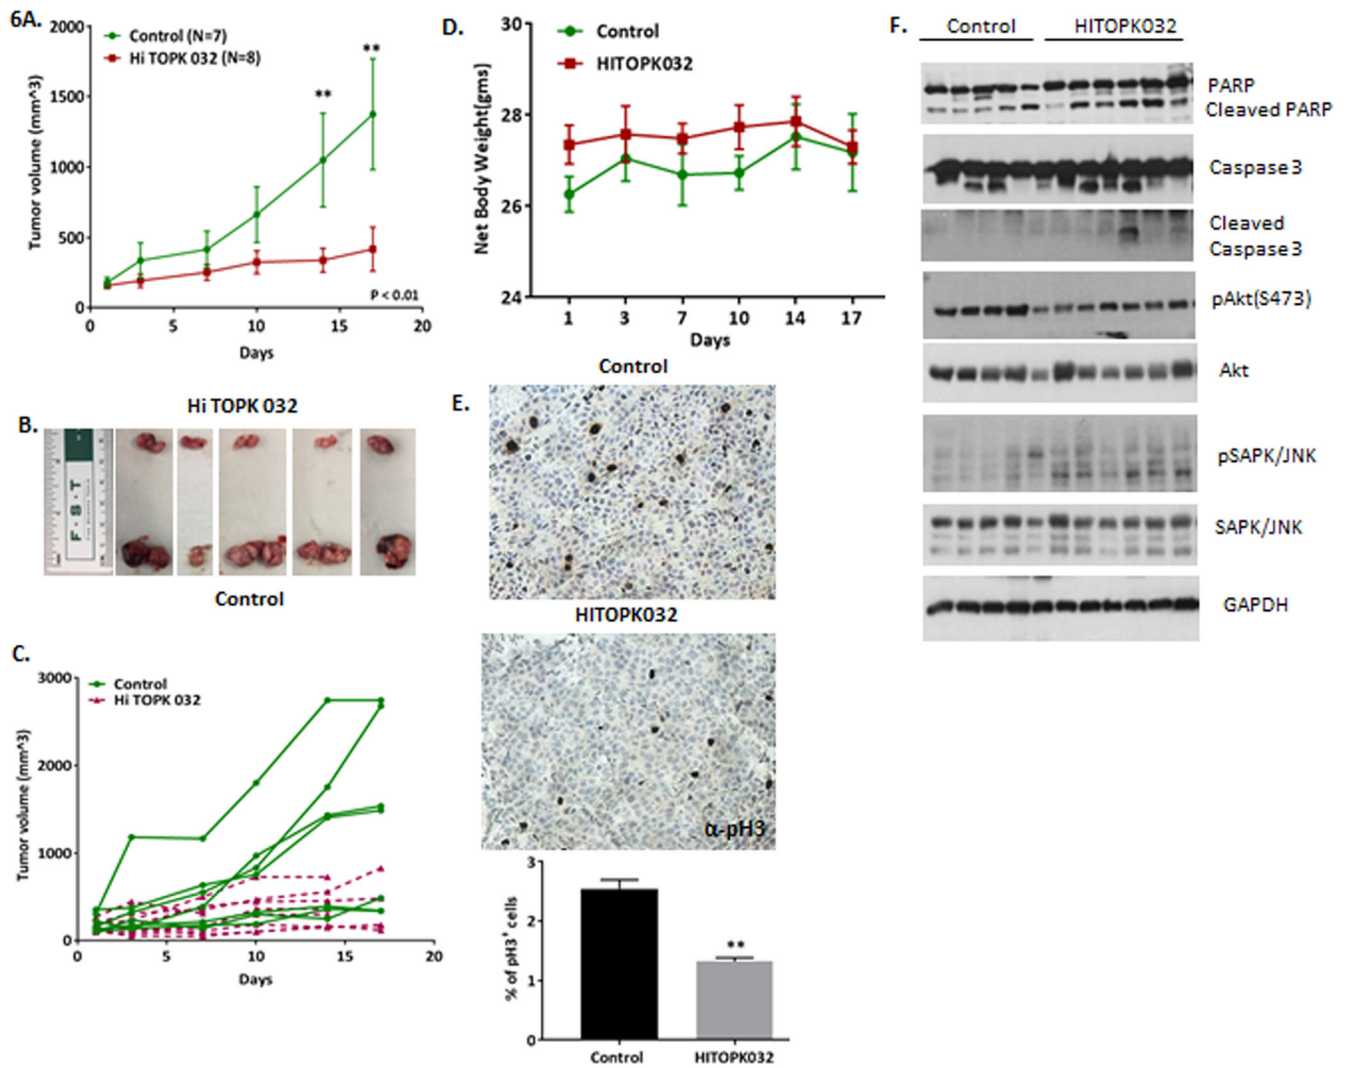 6A.
2000
1500
1000
500
0
Tumor volume (mm^3)
Control (N=7)
Hi TOPK 032 (N=8)
**
**
P < 0.01
0 5 10 15 20
Days
B.
Hi TOPK 032
F·S·T
Control
C.
3000
2000
1000
0
Tumor volume (mm^3)
Control
Hi TOPK 032
0 5 10 15 20
Days
D.
30
28
26
24
Net Body Weight(gms)
Control
HITOPK032
1 3 7 10 14 17
Days
E.
Control
HITOPK032
α-pH3
3
2
1
0
% of pH3+ cells
**
Control HITOPK032
F.
Control HITOPK032
PARP
Cleaved PARP
Caspase3
Cleaved
Caspase3
pAkt(S473)
Akt
pSAPK/JNK
SAPK/JNK
GAPDH